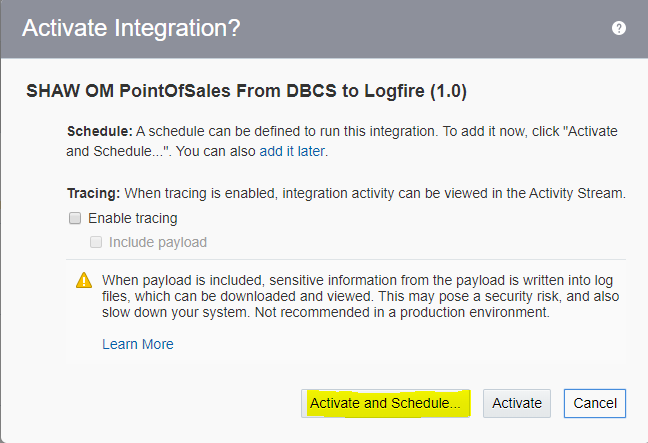 Activate Integration?
?
SHAW OM PointOfSales From DBCS to Logfire (1.0)
Schedule: A schedule can be defined to run this integration. To add it now, click "Activate
and Schedule...". You can also add it later.
Tracing: When tracing is enabled, integration activity can be viewed in the Activity Stream.
Enable tracing
Include payload
When payload is included, sensitive information from the payload is written into log
files, which can be downloaded and viewed. This may pose a security risk, and also
slow down your system. Not recommended in a production environment.
Learn More
Activate and Schedule... Activate Cancel